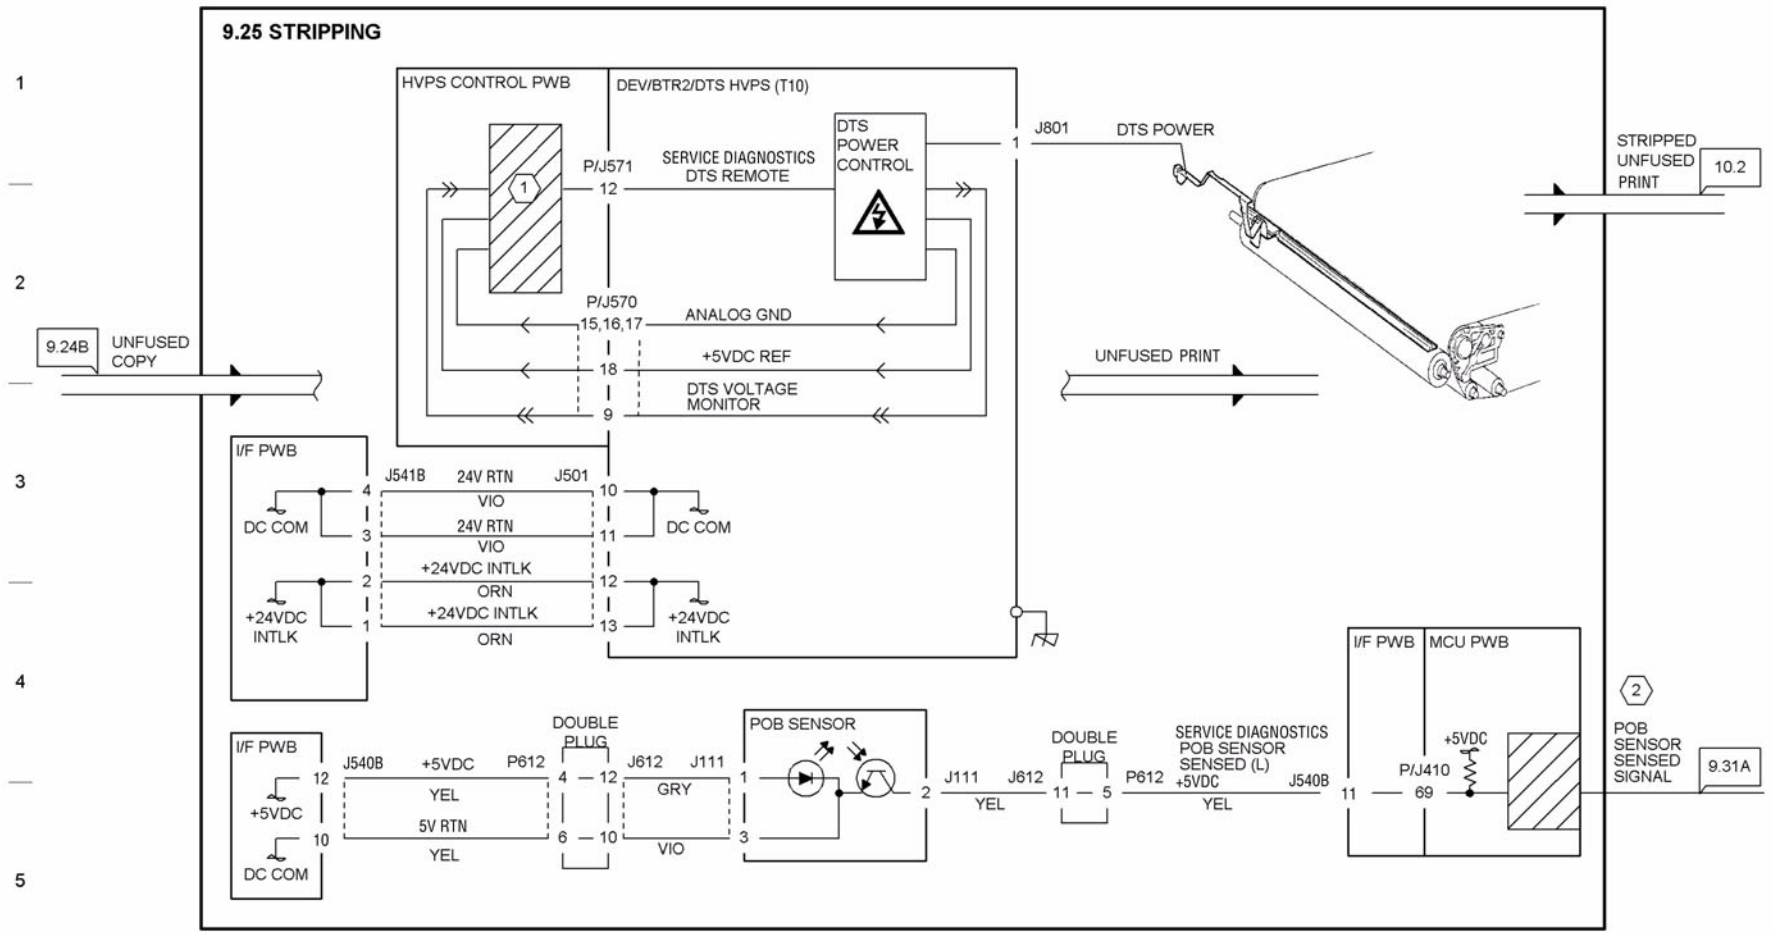 9.25 STRIPPING
1
2
3
4
5
HVPS CONTROL PWB
DEV/BTR2/DTS HVPS (T10)
1
P/J571
12
SERVICE DIAGNOSTICS
DTS REMOTE
DTS
POWER
CONTROL
1
J801
DTS POWER
STRIPPED
UNFUSED
PRINT
10.2
P/J570
15,16,17
ANALOG GND
18
+5VDC REF
9
DTS VOLTAGE
MONITOR
9.24B
UNFUSED
COPY
UNFUSED PRINT
I/F PWB
DC COM
4
J541B
24V RTN
VIO
J501
10
DC COM
3
24V RTN
VIO
11
+24VDC
INTLK
2
+24VDC INTLK
ORN
12
+24VDC
INTLK
1
+24VDC INTLK
ORN
13
I/F PWB
12
J540B
+5VDC
YEL
P612
+5VDC
10
5V RTN
YEL
DC COM
DOUBLE
PLUG
4
12
6
10
J612
J111
GRY
VIO
POB SENSOR
1
3
2
J111
J612
YEL
DOUBLE
PLUG
11
5
P612
SERVICE DIAGNOSTICS
POB SENSOR
SENSED (L)
+5VDC
YEL
J540B
I/F PWB
MCU PWB
11
P/J410
69
+5VDC
2
POB
SENSOR
SENSED
SIGNAL
9.31A